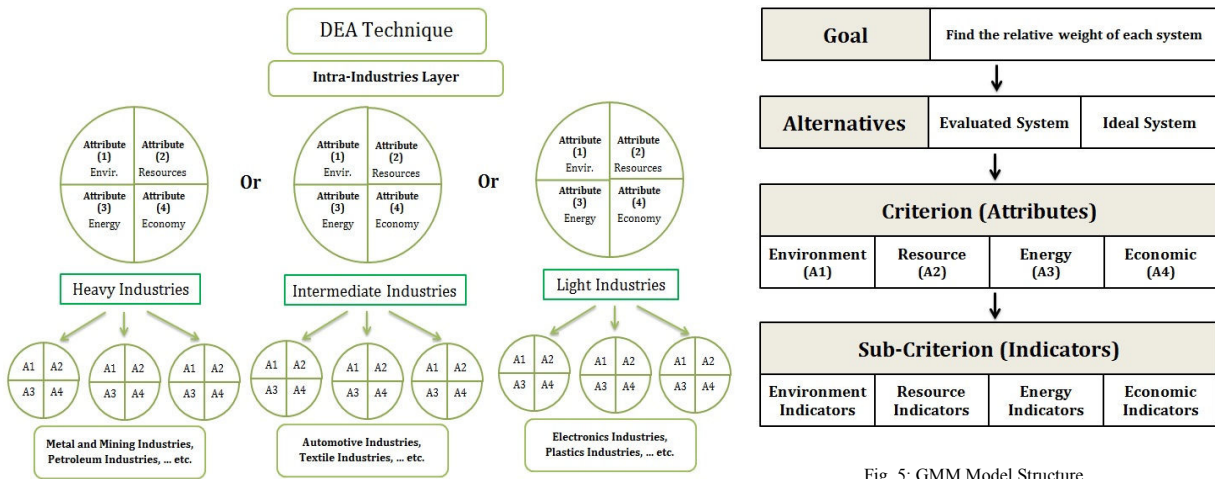 DEA Technique
Intra-Industries Layer
Attribute
(1)
Envir.
Attribute
(2)
Resources
Attribute
(3)
Energy
Attribute
(4)
Economy
Or
Attribute
(1)
Envir.
Attribute
(2)
Resources
Attribute
(3)
Energy
Attribute
(4)
Economy
Or
Attribute
(1)
Envir.
Attribute
(2)
Resources
Attribute
(3)
Energy
Attribute
(4)
Economy
Heavy Industries
Intermediate Industries
Light Industries
A1 A2
A3 A4
A1 A2
A3 A4
A1 A2
A3 A4
A1 A2
A3 A4
A1 A2
A3 A4
A1 A2
A3 A4
A1 A2
A3 A4
A1 A2
A3 A4
A1 A2
A3 A4
Metal and Mining Industries,
Petroleum Industries, ... etc.
Automotive Industries,
Textile Industries, ... etc.
Electronics Industries,
Plastics Industries, ... etc.
Goal
Find the relative weight of each system
Alternatives
Evaluated System
Ideal System
Criterion (Attributes)
Environment
(A1)
Resource
(A2)
Energy
(A3)
Economic
(A4)
Sub-Criterion (Indicators)
Environment
Indicators
Resource
Indicators
Energy
Indicators
Economic
Indicators
Fig. 5: GMM Model Structure